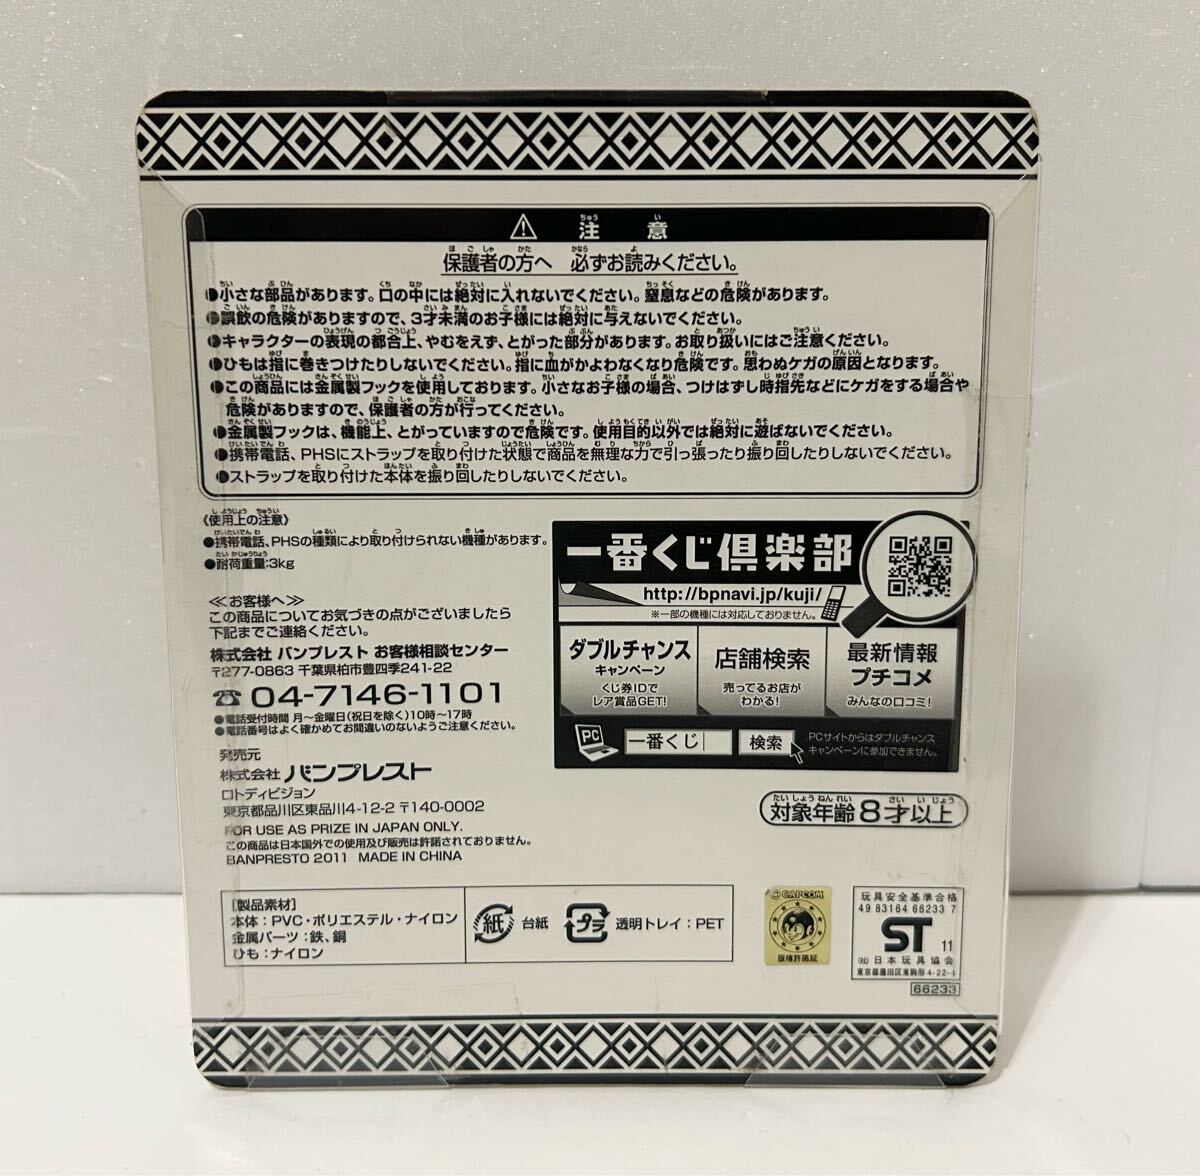 ⚠ 注意
保護者の方へ 必ずお読みください。
●小さな部品があります。口の中には絶対に入れないでください。窒息などの危険があります。
●誤飲の危険がありますので、3才未満のお子様には絶対に与えないでください。
●キャラクターの表現の都合上、やむをえず、とがった部分があります。お取り扱いにはご注意ください。
●ひもは指に巻きつけたりしないでください。指に血がかよわなくなり危険です。思わぬケガの原因となります。
●この商品には金属製フックを使用しております。小さなお子様の場合、つけはずし時指先などにケガをする場合や
危険がありますので、保護者の方が行ってください。
●金属製フックは、機能上、とがっていますので危険です。使用目的以外では絶対に遊ばないでください。
●携帯電話、PHSにストラップを取り付けた状態で商品を無理な力で引っ張ったり振り回したりしないでください。
●ストラップを取り付けた本体を振り回したりしないでください。
《使用上の注意》
●携帯電話、PHSの種類により取り付けられない機種があります。
●耐荷重量:3kg
≪お客様へ≫
この商品についてお気づきの点がございましたら
下記までご連絡ください。
株式会社 バンプレスト お客様相談センター
〒277-0863 千葉県柏市豊四季241-22
☎ 04-7146-1101
●電話受付時間 月〜金曜日(祝日を除く)10時〜17時
●電話番号はよく確かめてお間違いのないようご注意ください。
発売元
株式会社 バンプレスト
ロトディビジョン
東京都品川区東品川4-12-2 〒140-0002
FOR USE AS PRIZE IN JAPAN ONLY.
この商品は日本国外での使用及び販売は許諾されておりません。
BANPRESTO 2011 MADE IN CHINA
一番くじ倶楽部
http://bpnavi.jp/kuji/
※一部の機種には対応しておりません。
ダブルチャンス
キャンペーン
くじ券IDで
レア賞品GET!
店舗検索
売ってるお店が
わかる!
最新情報
プチコメ
みんなの口コミ!
PC
一番くじ
検索
PCサイトからはダブルチャンス
キャンペーンに参加できません。
対象年齢8才以上
[製品素材]
本体:PVC・ポリエステル・ナイロン
金属パーツ:鉄、銅
ひも:ナイロン
紙 台紙
プラ 透明トレイ:PET
CAPCOM
版権許諾証
玩具安全基準合格
49 83164 66233 7
ST 11
(社)日本玩具協会
東京都墨田区東駒形4-22-4
66233